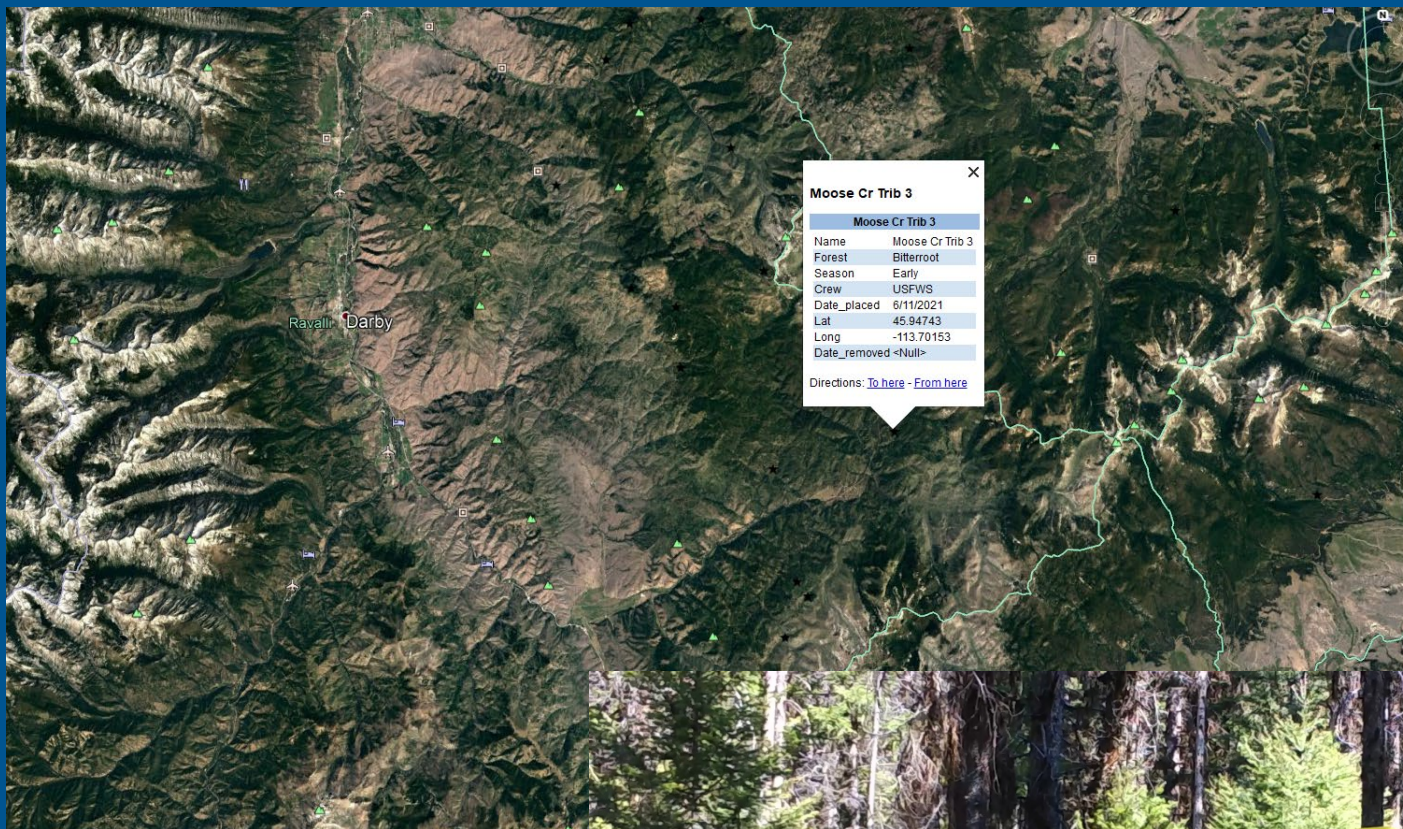 N
Moose Cr Trib 3
Moose Cr Trib 3
Name Moose Cr Trib 3
Forest Bitterroot
Season Early
Crew USFWS
Date_placed 6/11/2021
Lat 45.94743
Long -113.70153
Date_removed <Null>
Directions: To here - From here
Ravalli Darby